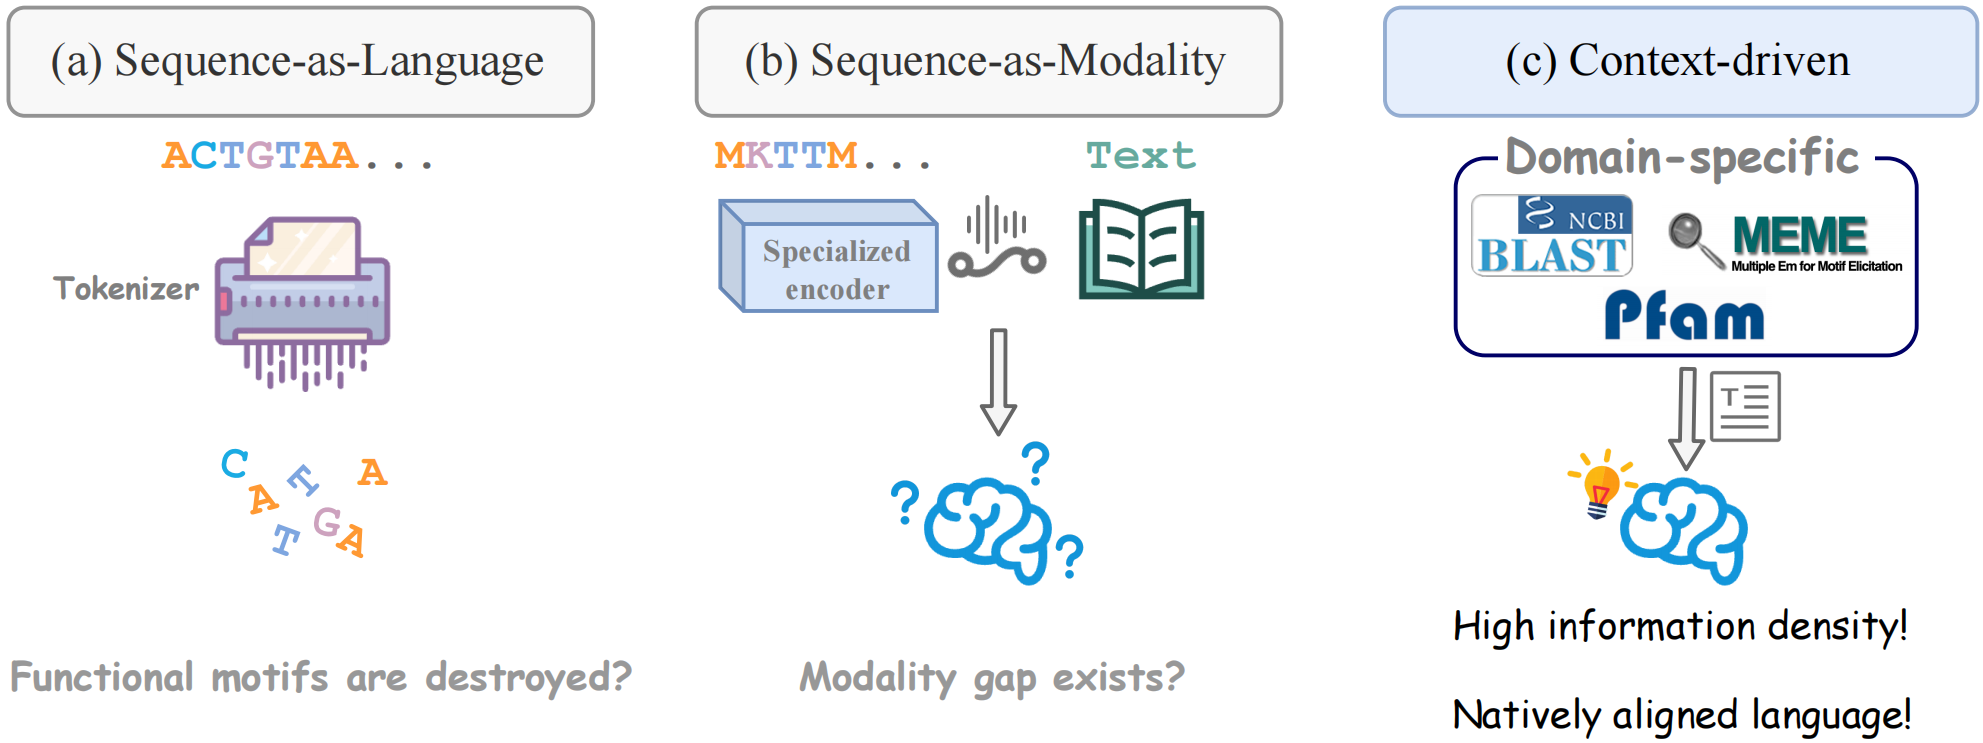 (a) Sequence-as-Language
ACTGTAA...
Tokenizer
C
A
T
A
T
G
A
Functional motifs are destroyed?
(b) Sequence-as-Modality
MKTTM...
Text
Specialized
encoder
?
?
?
Modality gap exists?
(c) Context-driven
Domain-specific
NCBI
BLAST
MEME
Multiple Em for Motif Elicitation
Pfam
T
High information density!
Natively aligned language!